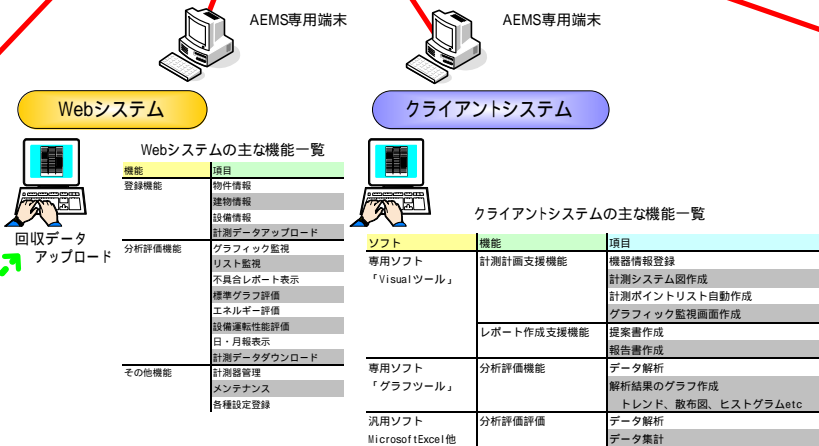 AEMS専用端末
AEMS専用端末
Webシステム
クライアントシステム
回収データ
アップロード
Webシステムの主な機能一覧
機能 項目
登録機能 物件情報
建物情報
設備情報
計測データアップロード
分析評価機能 グラフィック監視
リスト監視
不具合レポート表示
標準グラフ評価
エネルギー評価
設備運転性能評価
日・月報表示
計測データダウンロード
その他機能 計測器管理
メンテナンス
各種設定登録
クライアントシステムの主な機能一覧
ソフト 機能 項目
専用ソフト 計測計画支援機能 機器情報登録
「Visualツール」 計測システム図作成
計測ポイントリスト自動作成
グラフィック監視画面作成
レポート作成支援機能 提案書作成
報告書作成
専用ソフト 分析評価機能 データ解析
「グラフツール」 解析結果のグラフ作成
トレンド、散布図、ヒストグラムetc
汎用ソフト 分析評価評価 データ解析
MicrosoftExcel他 データ集計